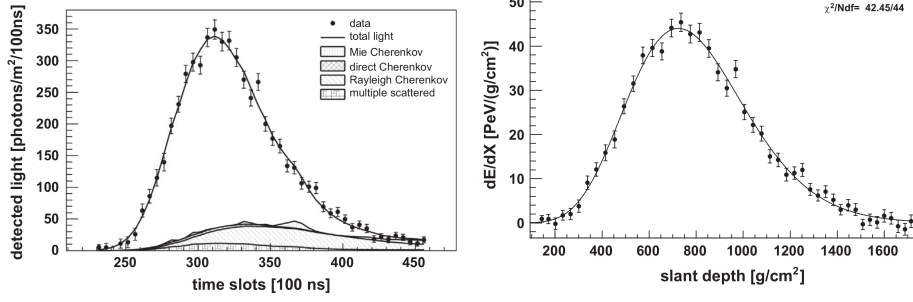 detected light [photons/m²/100ns]
350
300
250
200
150
100
50
0
data
total light
Mie Cherenkov
direct Cherenkov
Rayleigh Cherenkov
multiple scattered
250
300
350
400
450
time slots [100 ns]
χ²/Ndf= 42.45/44
dE/dX [PeV/(g/cm²)]
50
40
30
20
10
0
200
400
600
800
1000
1200
1400
1600
slant depth [g/cm²]